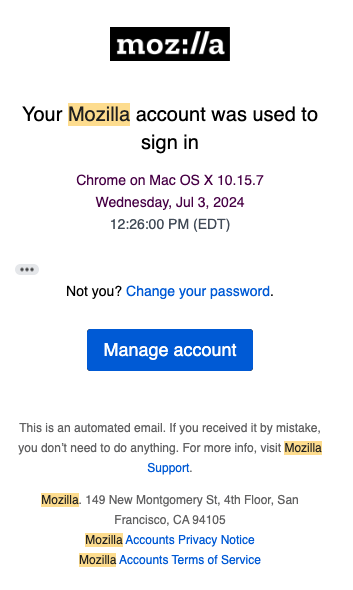 moz://a
Your Mozilla account was used to
sign in
Chrome on Mac OS X 10.15.7
Wednesday, Jul 3, 2024
12:26:00 PM (EDT)
Not you? Change your password.
Manage account
This is an automated email. If you received it by mistake,
you don’t need to do anything. For more info, visit Mozilla
Support.
Mozilla. 149 New Montgomery St, 4th Floor, San
Francisco, CA 94105
Mozilla Accounts Privacy Notice
Mozilla Accounts Terms of Service